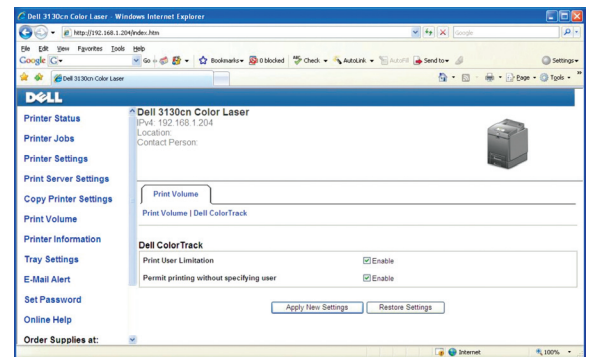 Dell 3130cn Color Laser - Windows Internet Explorer
http://192.168.1.204/index.htm
Google
File Edit View Favorites Tools Help
Google G Go Bookmarks 0 blocked Check AutoLink AutoFill Send to Settings
Dell 3130cn Color Laser
Page Tools »
DELL
Printer Status
Printer Jobs
Printer Settings
Print Server Settings
Copy Printer Settings
Print Volume
Printer Information
Tray Settings
E-Mail Alert
Set Password
Online Help
Order Supplies at:
Dell 3130cn Color Laser
IPv4: 192.168.1.204
Location:
Contact Person:
Print Volume
Print Volume | Dell ColorTrack
Dell ColorTrack
Print User Limitation Enable
Permit printing without specifying user Enable
Apply New Settings Restore Settings
Internet 100%